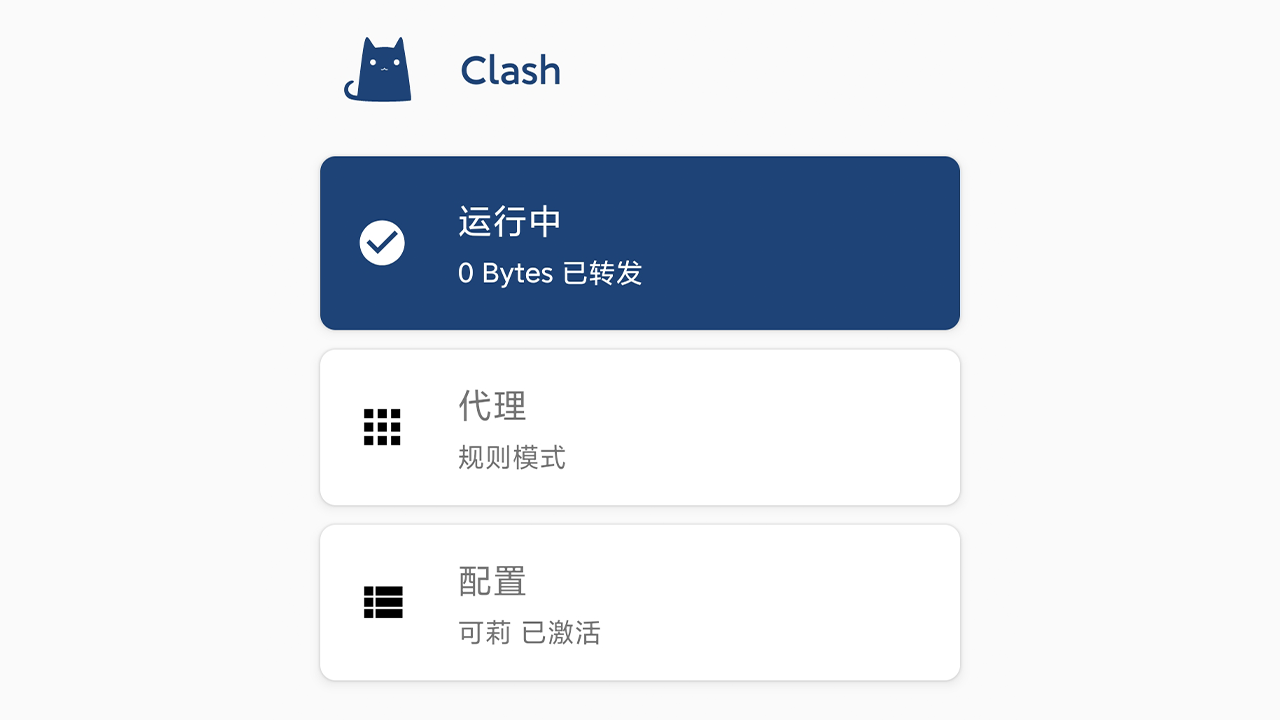 Clash
运行中
0 Bytes 已转发
代理
规则模式
配置
可莉 已激活